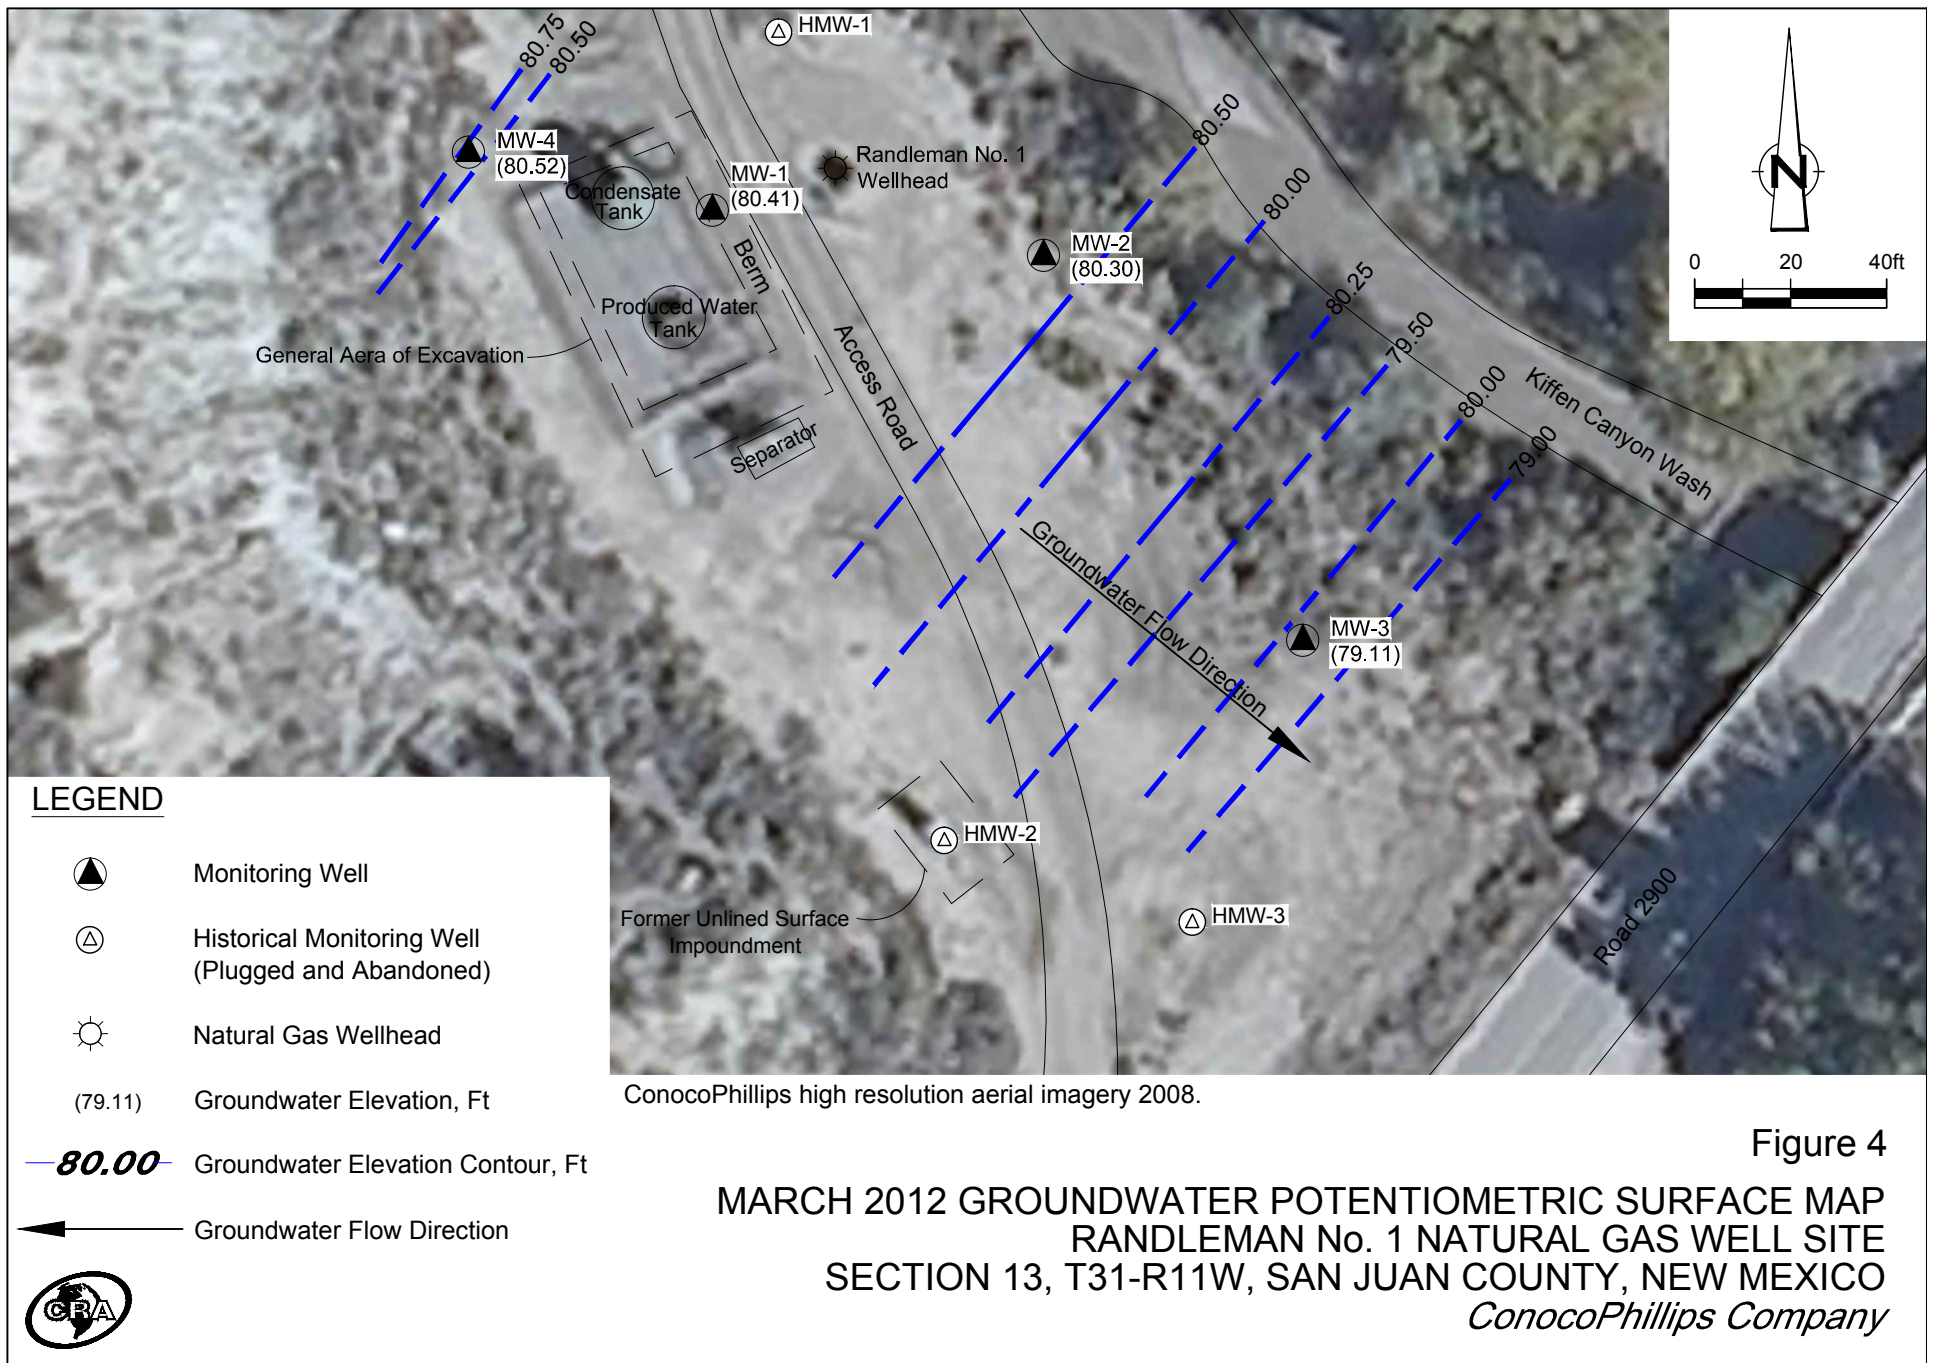 80.75
80.50
HMW-1
MW-4
(80.52)
Condensate
Tank
MW-1
(80.41)
Randleman No. 1
Wellhead
80.50
80.00
MW-2
(80.30)
80.25
79.50
80.00
79.00
N
0 20 40ft
Berm
Produced Water
Tank
General Aera of Excavation
Access Road
Separator
Kiffen Canyon Wash
Groundwater Flow Direction
MW-3
(79.11)
HMW-2
HMW-3
Former Unlined Surface
Impoundment
Road 2900
LEGEND
Monitoring Well
Historical Monitoring Well
(Plugged and Abandoned)
Natural Gas Wellhead
(79.11) Groundwater Elevation, Ft
80.00 Groundwater Elevation Contour, Ft
Groundwater Flow Direction
CRA
ConocoPhillips high resolution aerial imagery 2008.
Figure 4
MARCH 2012 GROUNDWATER POTENTIOMETRIC SURFACE MAP
RANDLEMAN No. 1 NATURAL GAS WELL SITE
SECTION 13, T31-R11W, SAN JUAN COUNTY, NEW MEXICO
ConocoPhillips Company